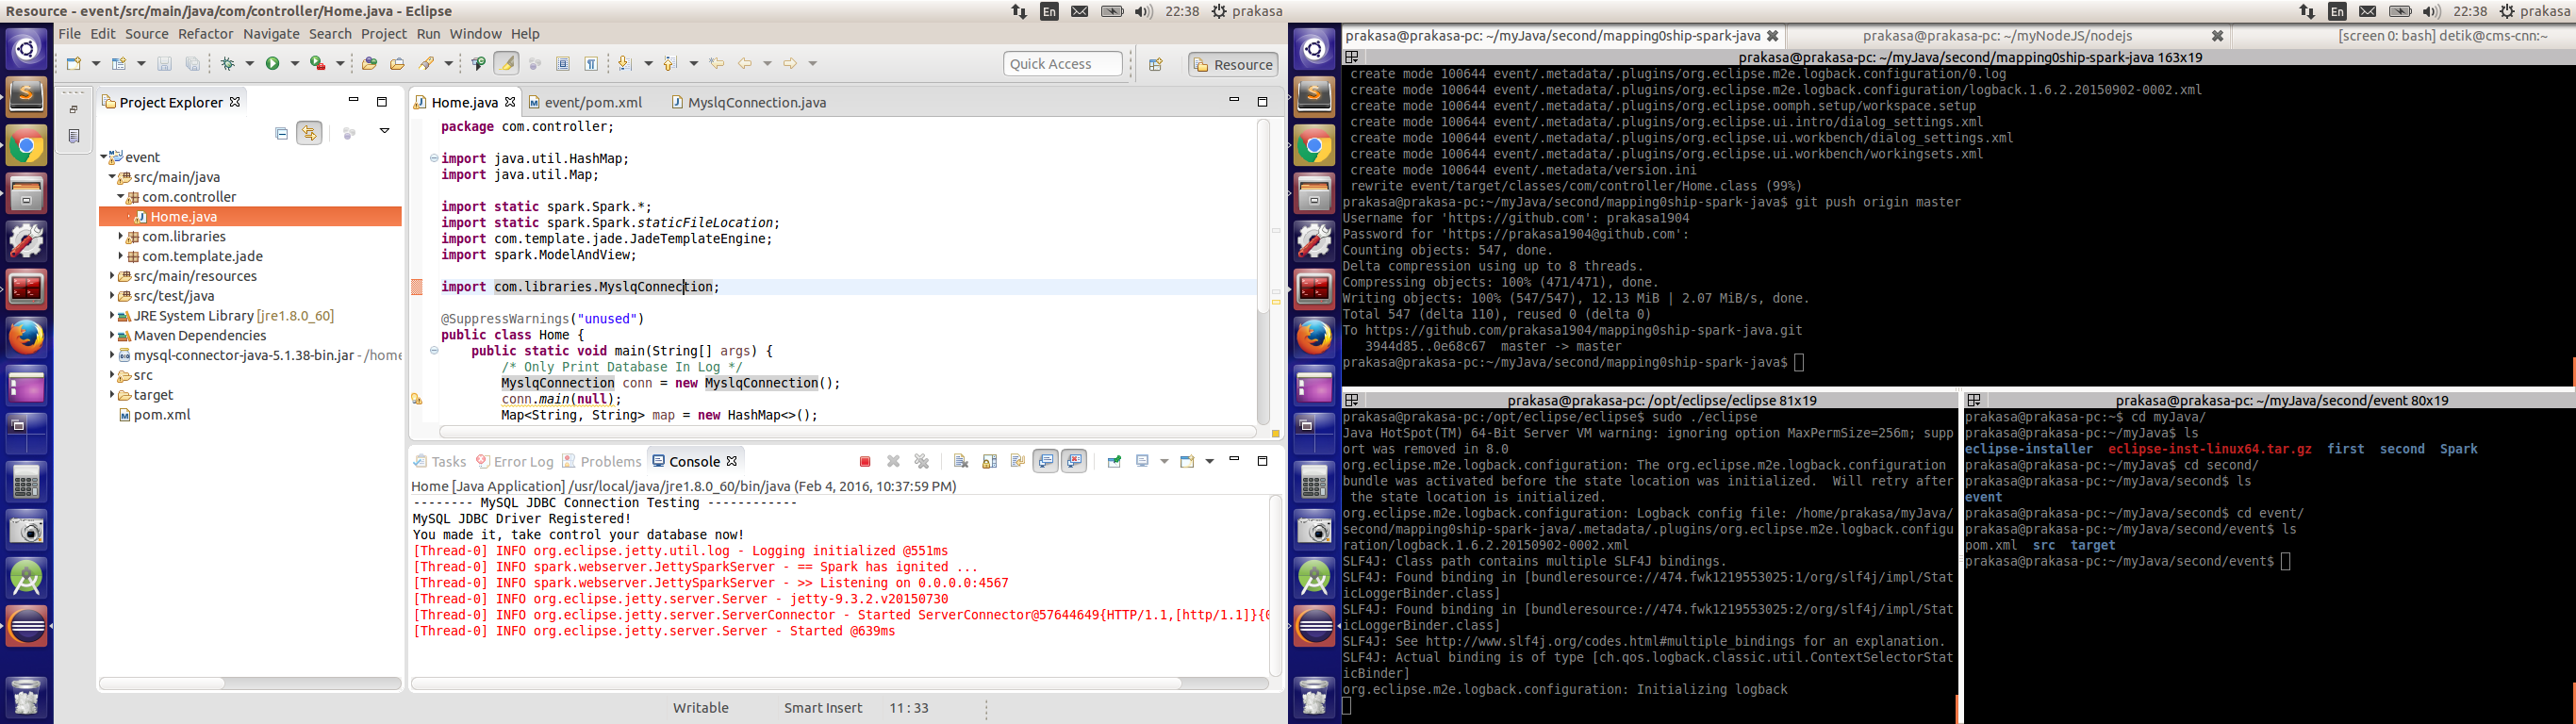 Resource - event/src/main/java/com/controller/Home.java - Eclipse
En
22:38
prakasa
File Edit Source Refactor Navigate Search Project Run Window Help
Quick Access
Resource
Project Explorer
event
src/main/java
com.controller
Home.java
com.libraries
com.template.jade
src/main/resources
src/test/java
JRE System Library [jre1.8.0_60]
Maven Dependencies
mysql-connector-java-5.1.38-bin.jar - /home
src
target
pom.xml
Home.java
event/pom.xml
MyslqConnection.java
package com.controller;
import java.util.HashMap;
import java.util.Map;
import static spark.Spark.*;
import static spark.Spark.staticFileLocation;
import com.template.jade.JadeTemplateEngine;
import spark.ModelAndView;
import com.libraries.MyslqConnection;
@SuppressWarnings("unused")
public class Home {
public static void main(String[] args) {
/* Only Print Database In Log */
MyslqConnection conn = new MyslqConnection();
conn.main(null);
Map<String, String> map = new HashMap<>();
Tasks
Error Log
Problems
Console
Home [Java Application] /usr/local/java/jre1.8.0_60/bin/java (Feb 4, 2016, 10:37:59 PM)
-------- MySQL JDBC Connection Testing ------------
MySQL JDBC Driver Registered!
You made it, take control your database now!
[Thread-0] INFO org.eclipse.jetty.util.log - Logging initialized @551ms
[Thread-0] INFO spark.webserver.JettySparkServer - == Spark has ignited ...
[Thread-0] INFO spark.webserver.JettySparkServer - >> Listening on 0.0.0.0:4567
[Thread-0] INFO org.eclipse.jetty.server.Server - jetty-9.3.2.v20150730
[Thread-0] INFO org.eclipse.jetty.server.ServerConnector - Started ServerConnector@57644649{HTTP/1.1,[http/1.1]}{0
[Thread-0] INFO org.eclipse.jetty.server.Server - Started @639ms
Writable
Smart Insert
11 : 33
En
22:38
prakasa
prakasa@prakasa-pc: ~/myJava/second/mapping0ship-spark-java
prakasa@prakasa-pc: ~/myNodeJS/nodejs
[screen 0: bash] detik@cms-cnn:~
prakasa@prakasa-pc: ~/myJava/second/mapping0ship-spark-java 163x19
create mode 100644 event/.metadata/.plugins/org.eclipse.m2e.logback.configuration/0.log
create mode 100644 event/.metadata/.plugins/org.eclipse.m2e.logback.configuration/logback.1.6.2.20150902-0002.xml
create mode 100644 event/.metadata/.plugins/org.eclipse.oomph.setup/workspace.setup
create mode 100644 event/.metadata/.plugins/org.eclipse.ui.intro/dialog_settings.xml
create mode 100644 event/.metadata/.plugins/org.eclipse.ui.workbench/dialog_settings.xml
create mode 100644 event/.metadata/.plugins/org.eclipse.ui.workbench/workingsets.xml
create mode 100644 event/.metadata/version.ini
rewrite event/target/classes/com/controller/Home.class (99%)
prakasa@prakasa-pc:~/myJava/second/mapping0ship-spark-java$ git push origin master
Username for 'https://github.com': prakasa1904
Password for 'https://prakasa1904@github.com':
Counting objects: 547, done.
Delta compression using up to 8 threads.
Compressing objects: 100% (471/471), done.
Writing objects: 100% (547/547), 12.13 MiB | 2.07 MiB/s, done.
Total 547 (delta 110), reused 0 (delta 0)
To https://github.com/prakasa1904/mapping0ship-spark-java.git
3944d85..0e68c67 master -> master
prakasa@prakasa-pc:~/myJava/second/mapping0ship-spark-java$
prakasa@prakasa-pc: /opt/eclipse/eclipse 81x19
prakasa@prakasa-pc:/opt/eclipse/eclipse$ sudo ./eclipse
Java HotSpot(TM) 64-Bit Server VM warning: ignoring option MaxPermSize=256m; supp
ort was removed in 8.0
org.eclipse.m2e.logback.configuration: The org.eclipse.m2e.logback.configuration
bundle was activated before the state location was initialized. Will retry after
the state location is initialized.
org.eclipse.m2e.logback.configuration: Logback config file: /home/prakasa/myJava/
second/mapping0ship-spark-java/.metadata/.plugins/org.eclipse.m2e.logback.configu
ration/logback.1.6.2.20150902-0002.xml
SLF4J: Class path contains multiple SLF4J bindings.
SLF4J: Found binding in [bundleresource://474.fwk1219553025:1/org/slf4j/impl/Stat
icLoggerBinder.class]
SLF4J: Found binding in [bundleresource://474.fwk1219553025:2/org/slf4j/impl/Stat
icLoggerBinder.class]
SLF4J: See http://www.slf4j.org/codes.html#multiple_bindings for an explanation.
SLF4J: Actual binding is of type [ch.qos.logback.classic.util.ContextSelectorStat
icBinder]
org.eclipse.m2e.logback.configuration: Initializing logback
prakasa@prakasa-pc: ~/myJava/second/event 80x19
prakasa@prakasa-pc:~$ cd myJava/
prakasa@prakasa-pc:~/myJava$ ls
eclipse-installer eclipse-inst-linux64.tar.gz first second Spark
prakasa@prakasa-pc:~/myJava$ cd second/
prakasa@prakasa-pc:~/myJava/second$ ls
event
prakasa@prakasa-pc:~/myJava/second$ cd event/
prakasa@prakasa-pc:~/myJava/second/event$ ls
pom.xml src target
prakasa@prakasa-pc:~/myJava/second/event$